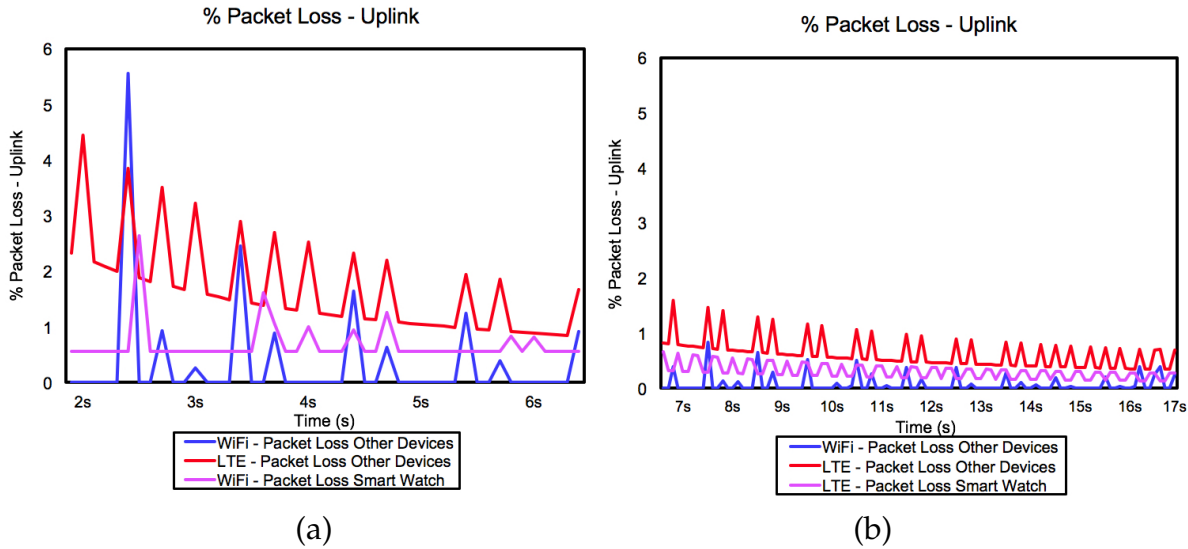 % Packet Loss - Uplink
6
5
4
3
2
1
0
% Packet Loss - Uplink
2s 3s 4s 5s 6s
Time (s)
WiFi - Packet Loss Other Devices
LTE - Packet Loss Other Devices
WiFi - Packet Loss Smart Watch
(a)
% Packet Loss - Uplink
6
5
4
3
2
1
0
% Packet Loss - Uplink
7s 8s 9s 10s 11s 12s 13s 14s 15s 16s 17s
Time (s)
WiFi - Packet Loss Other Devices
LTE - Packet Loss Other Devices
LTE - Packet Loss Smart Watch
(b)